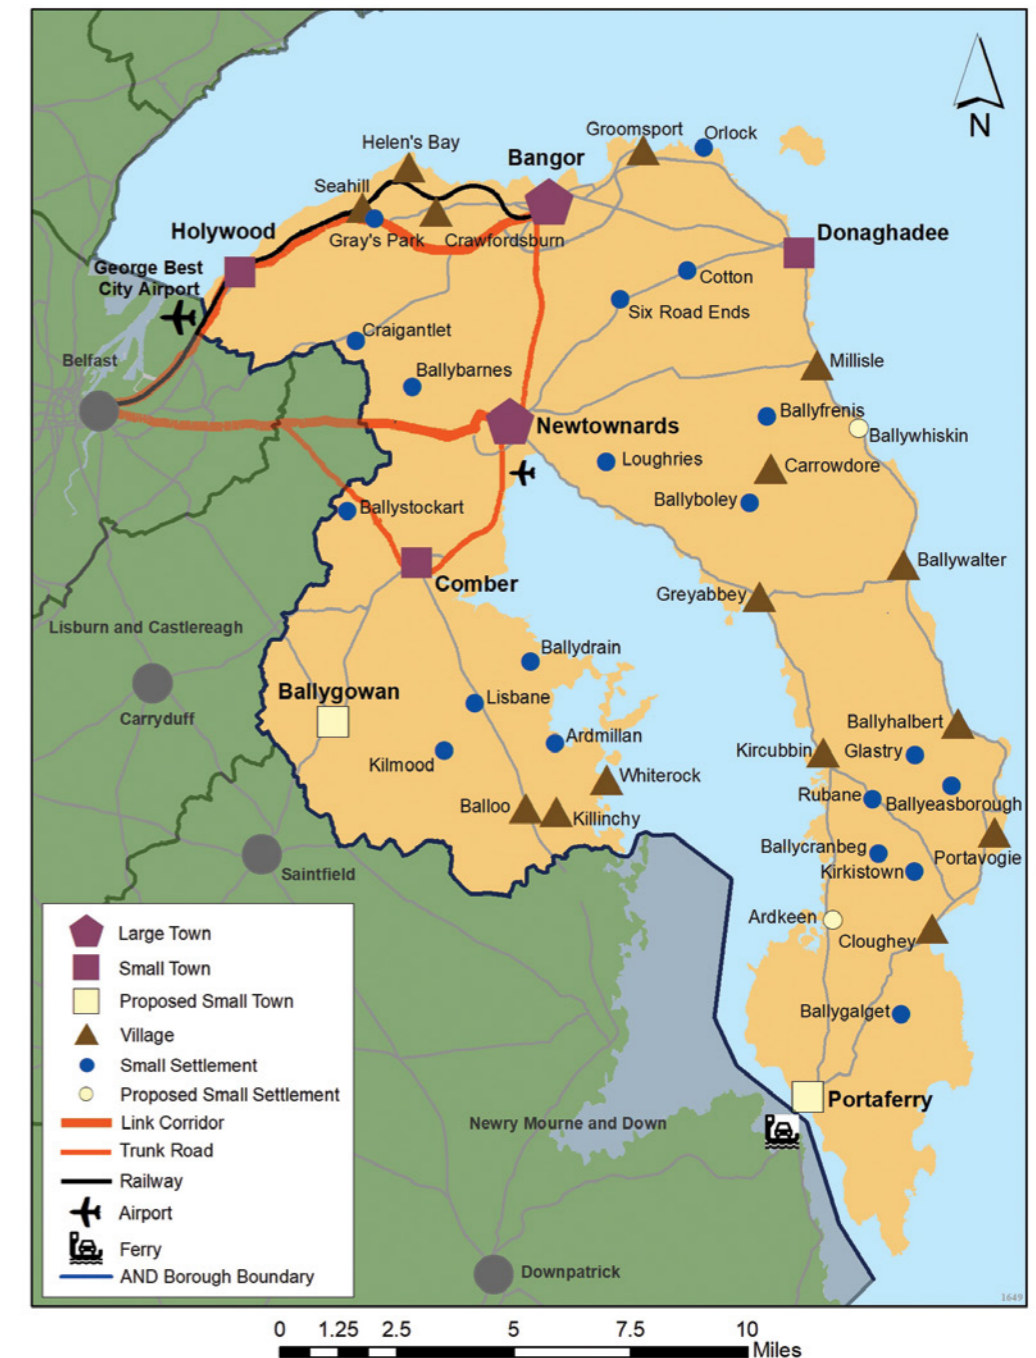 N
Groomsport
Orlock
Helen's Bay
Bangor
Seahill
Holywood
Gray's Park
Crawfordsburn
Donaghadee
George Best
City Airport
Cotton
Six Road Ends
Craigantlet
Belfast
Ballybarnes
Millisle
Ballyfrenis
Newtownards
Ballywhiskin
Loughries
Carrowdore
Ballyboley
Ballystockart
Ballywalter
Comber
Greyabbey
Lisburn and Castlereagh
Ballydrain
Ballygowan
Lisbane
Carryduff
Ballyhalbert
Ardmillan
Kircubbin
Glastry
Kilmood
Whiterock
Rubane
Ballyeasborough
Balloo
Killinchy
Ballycranbeg
Portavogie
Kirkistown
Saintfield
Ardkeen
Cloughey
Large Town
Small Town
Proposed Small Town
Village
Small Settlement
Proposed Small Settlement
Link Corridor
Trunk Road
Railway
Airport
Ferry
AND Borough Boundary
Ballygalget
Portaferry
Newry Mourne and Down
Downpatrick
1649
0 1.25 2.5 5 7.5 10
Miles